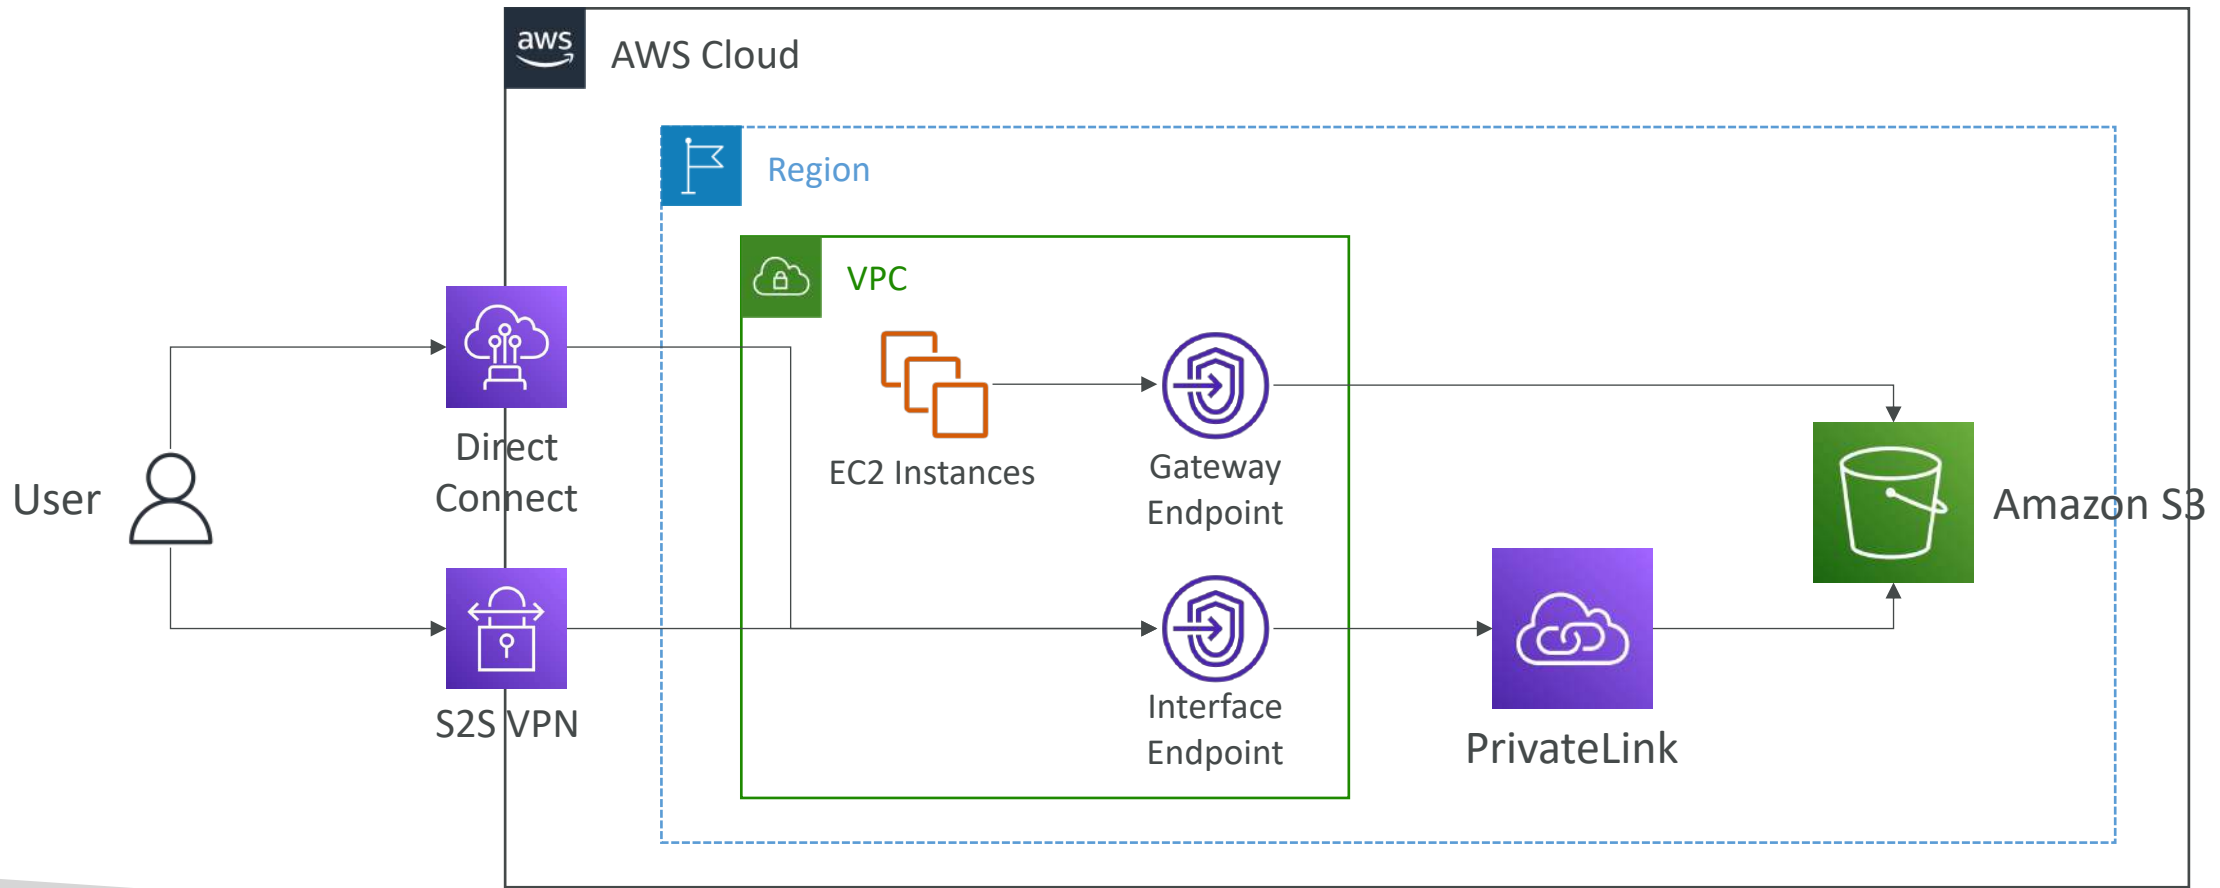 aws
AWS Cloud
Region
VPC
Direct
Connect
EC2 Instances
Gateway
Endpoint
User
Amazon S3
S2S VPN
Interface
Endpoint
PrivateLink